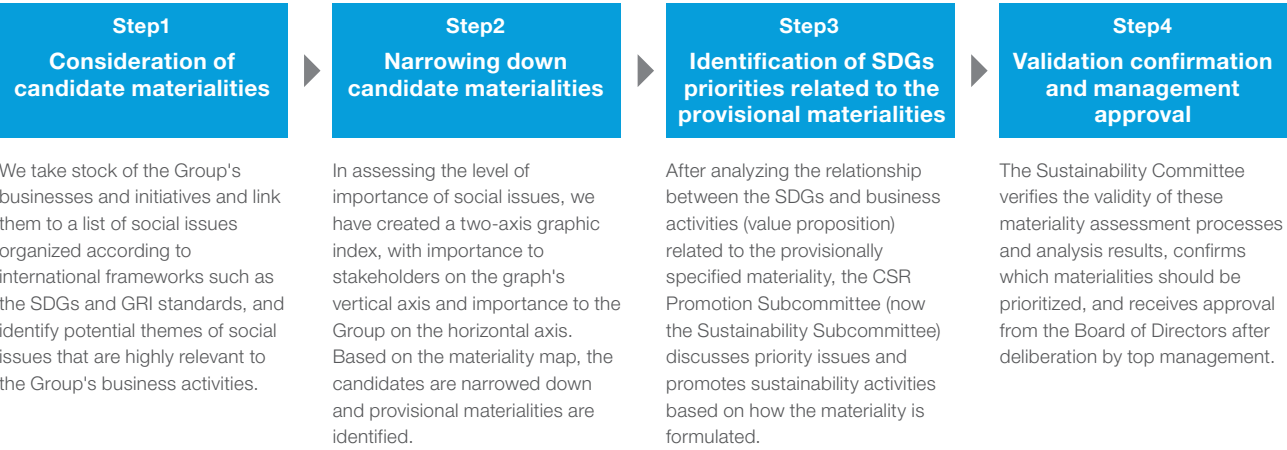 Step1
Consideration of
candidate materialities
We take stock of the Group's
businesses and initiatives and link
them to a list of social issues
organized according to
international frameworks such as
the SDGs and GRI standards, and
identify potential themes of social
issues that are highly relevant to
the Group's business activities.
Step2
Narrowing down
candidate materialities
In assessing the level of
importance of social issues, we
have created a two-axis graphic
index, with importance to
stakeholders on the graph's
vertical axis and importance to the
Group on the horizontal axis.
Based on the materiality map, the
candidates are narrowed down
and provisional materialities are
identified.
Step3
Identification of SDGs
priorities related to the
provisional materialities
After analyzing the relationship
between the SDGs and business
activities (value proposition)
related to the provisionally
specified materiality, the CSR
Promotion Subcommittee (now
the Sustainability Subcommittee)
discusses priority issues and
promotes sustainability activities
based on how the materiality is
formulated.
Step4
Validation confirmation
and management
approval
The Sustainability Committee
verifies the validity of these
materiality assessment processes
and analysis results, confirms
which materialities should be
prioritized, and receives approval
from the Board of Directors after
deliberation by top management.